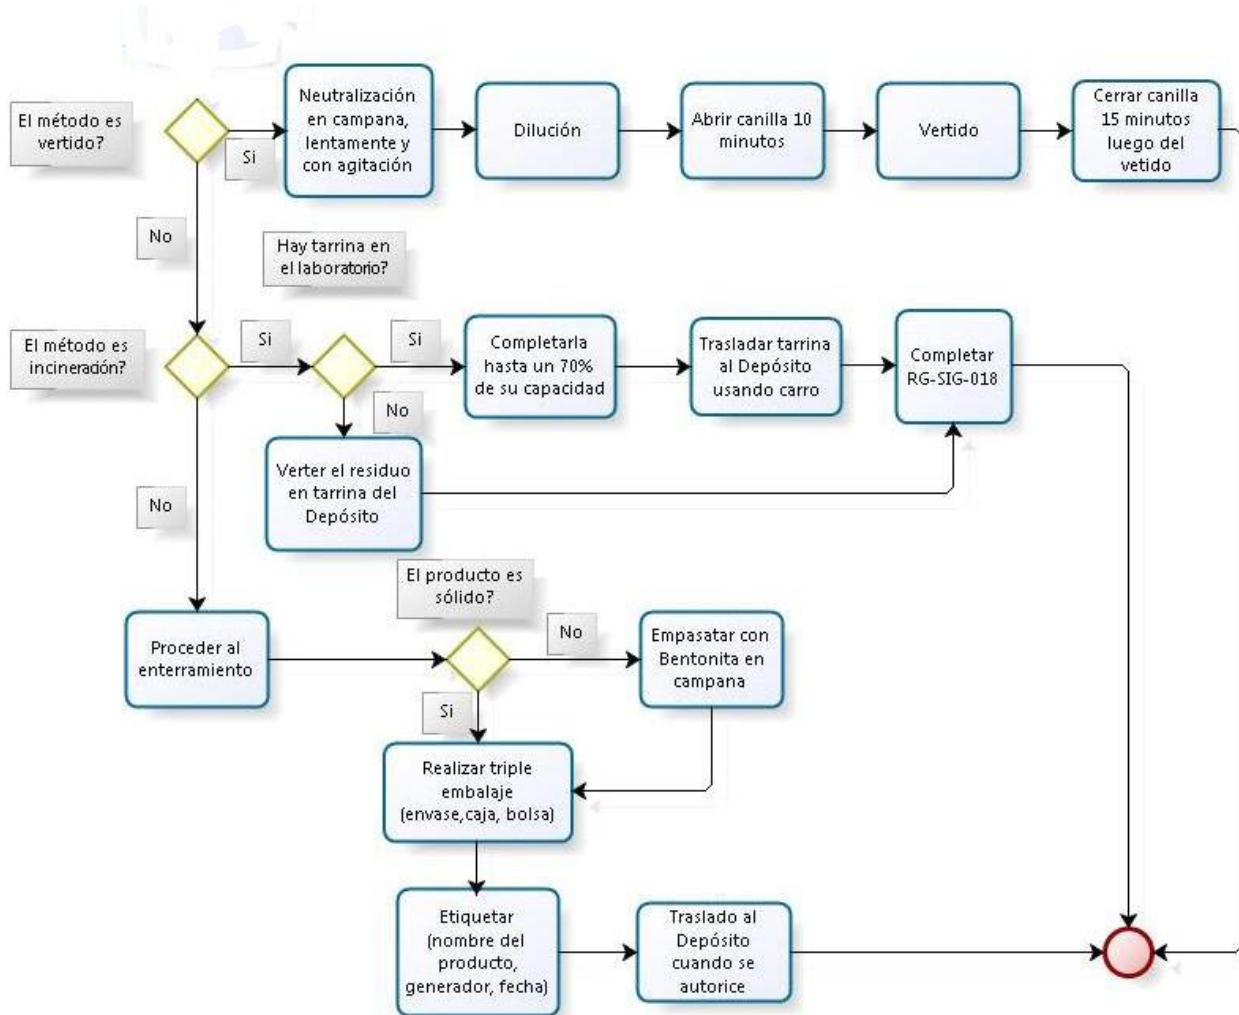 El método es
vertido?
Si
Neutralización
en campana,
lentamente y
con agitación
Dilución
Abrir canilla 10
minutos
Vertido
Cerrar canilla
15 minutos
luego del
vetido
No
Hay tarrina en
el laboratorio?
El método es
incineración?
Si
Si
Completarla
hasta un 70%
de su capacidad
Trasladar tarrina
al Depósito
usando carro
Completar
RG-SIG-018
No
Verter el residuo
en tarrina del
Depósito
No
El producto es
sólido?
Proceder al
enterramiento
No
Empasatar con
Bentonita en
campana
Si
Realizar triple
embalaje
(envase,caja, bolsa)
Etiquetar
(nombre del
producto,
generador, fecha)
Traslado al
Depósito
cuando se
autorice